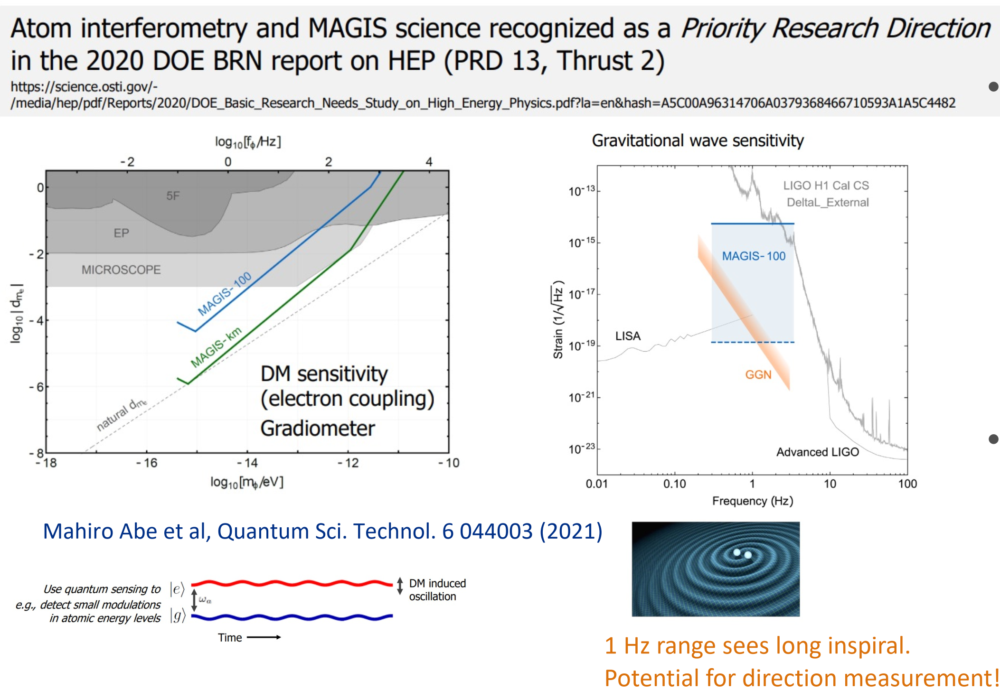 Atom interferometry and MAGIS science recognized as a Priority Research Direction
in the 2020 DOE BRN report on HEP (PRD 13, Thrust 2)
https://science.osti.gov/-
/media/hep/pdf/Reports/2020/DOE_Basic_Research_Needs_Study_on_High_Energy_Physics.pdf?la=en&hash=A5C00A96314706A0379368466710593A1A5C4482
log10[fϕ/Hz]
-2 0 2 4
0
-2
-4
-6
-8
log10|dme|
5F
EP
MICROSCOPE
MAGIS-100
MAGIS-km
natural dme
DM sensitivity
(electron coupling)
Gradiometer
-18 -16 -14 -12 -10
log10[mϕ/eV]
Gravitational wave sensitivity
10^-13
10^-15
10^-17
10^-19
10^-21
10^-23
Strain (1/√Hz)
LIGO H1 Cal CS
DeltaL_External
MAGIS-100
LISA
GGN
Advanced LIGO
0.01 0.10 1 10 100
Frequency (Hz)
Mahiro Abe et al, Quantum Sci. Technol. 6 044003 (2021)
Use quantum sensing to
e.g., detect small modulations
in atomic energy levels
|e⟩
ωa
|g⟩
DM induced
oscillation
Time
1 Hz range sees long inspiral.
Potential for direction measurement!